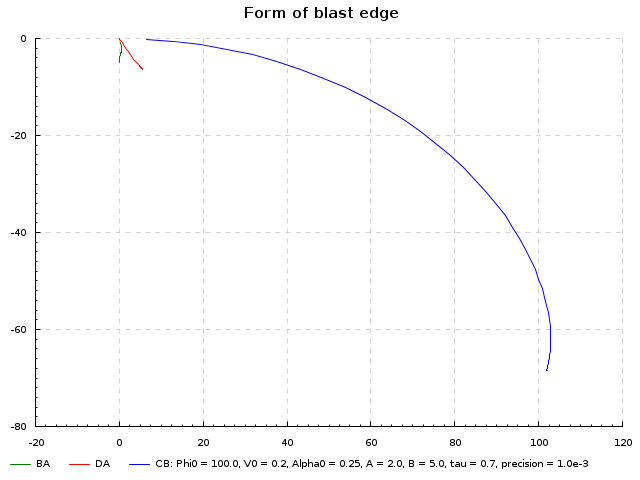 Form of blast edge
0
-20
-40
-60
-80
-20 0 20 40 60 80 100 120
BA DA CB: Phi0 = 100.0, V0 = 0.2, Alpha0 = 0.25, A = 2.0, B = 5.0, tau = 0.7, precision = 1.0e-3